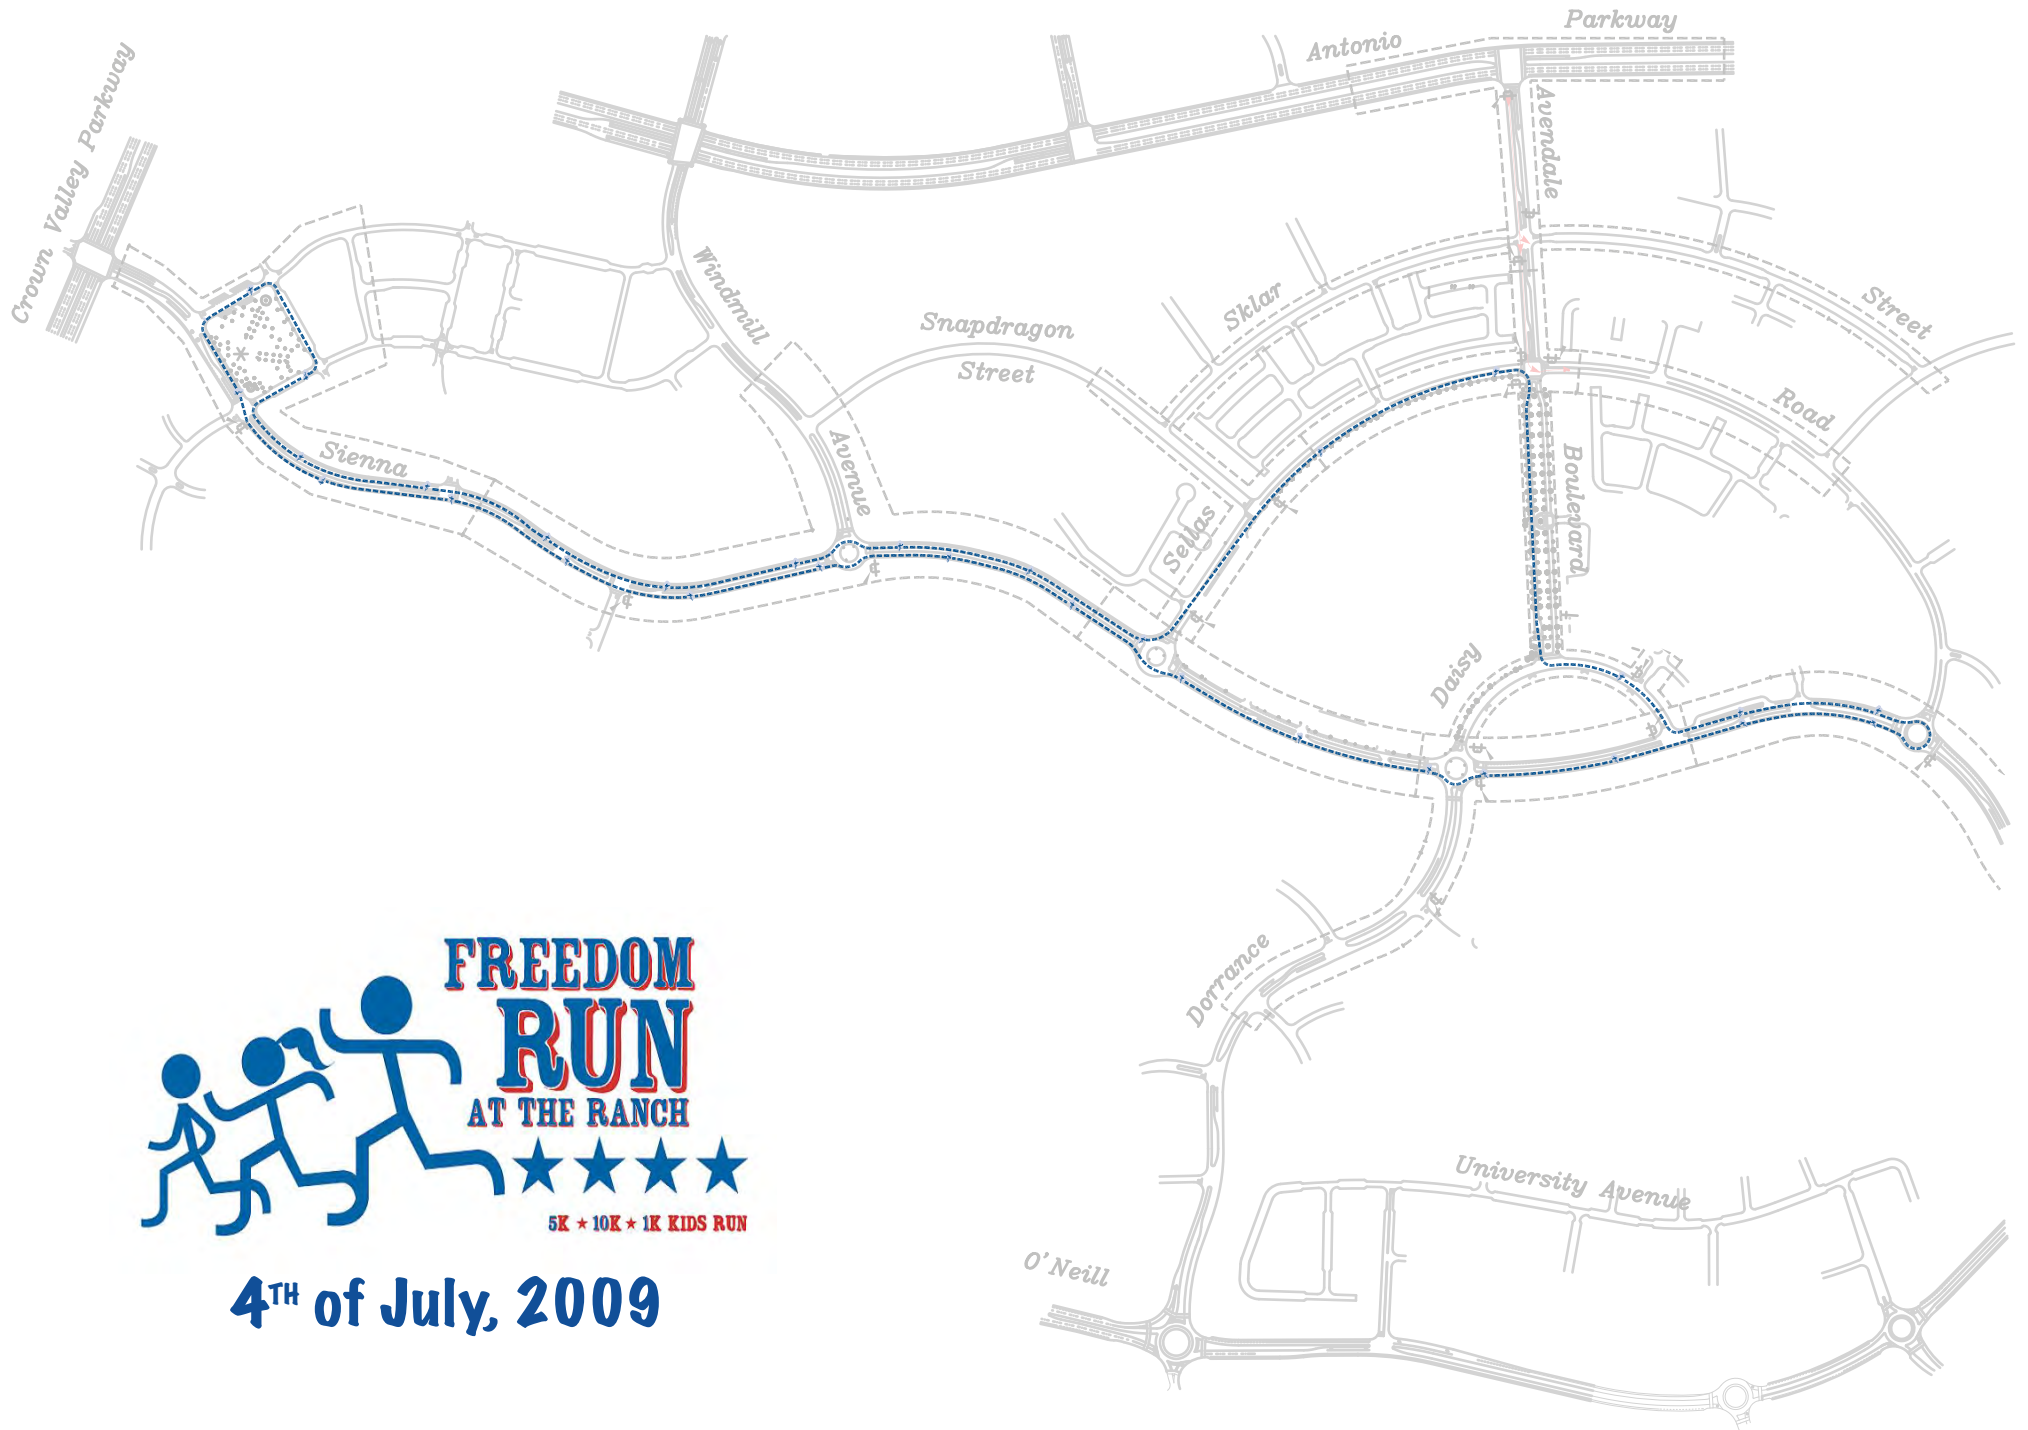 Parkway
Antonio
Crown Valley Parkway
Avendale
Windmill
Sklar
Street
Snapdragon
Street
Road
Avenue
Sienna
Boulevard
Sellas
Daisy
Dorrance
FREEDOM
RUN
AT THE RANCH
5K ★ 10K ★ 1K KIDS RUN
4TH of July, 2009
University Avenue
O'Neill